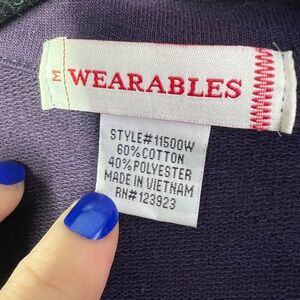 M
WEARABLES
STYLE#11500W
60%COTTON
40%POLYESTER
MADE IN VIETNAM
RN#123923